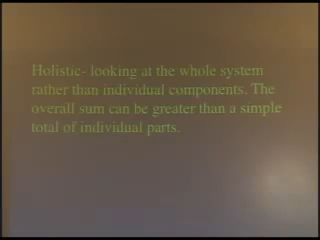 Holistic- looking at the whole system
rather than individual components. The
overall sum can be greater than a simple
total of individual parts.